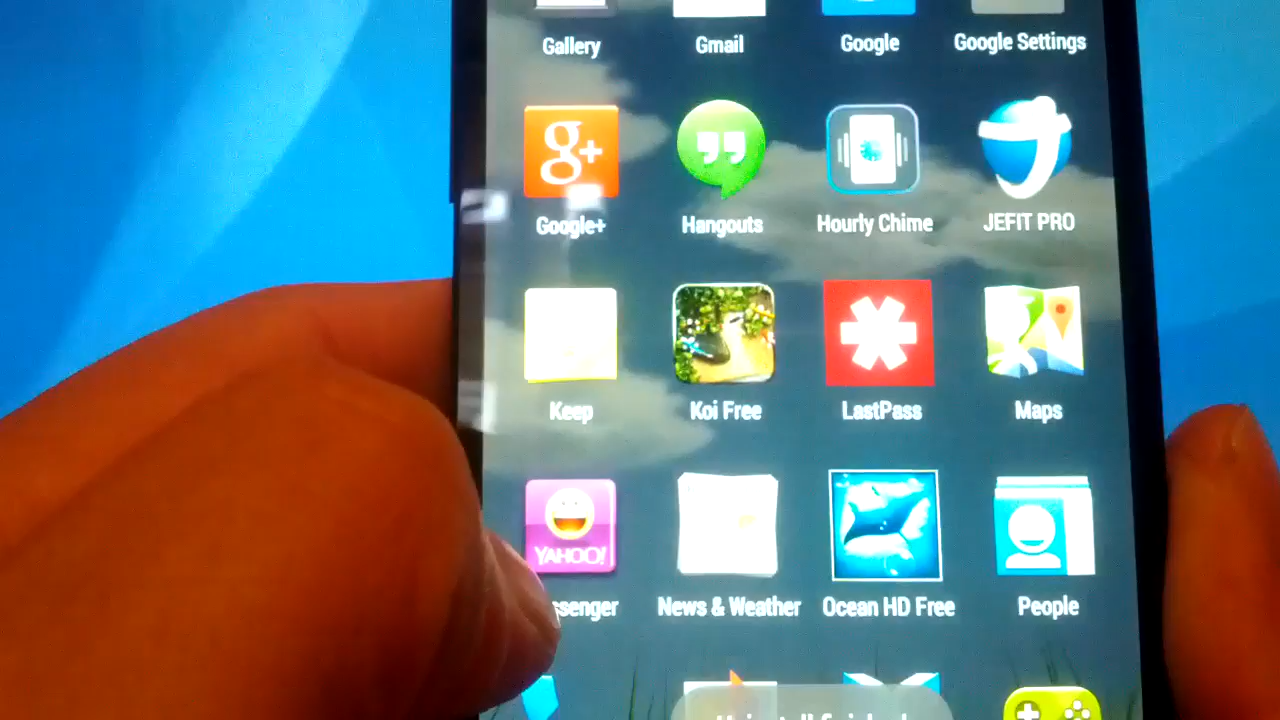 Gallery Gmail Google Google Settings
g+
Google+ Hangouts Hourly Chime JEFIT PRO
Keep Koi Free LastPass Maps
YAHOO!
ssenger News & Weather Ocean HD Free People